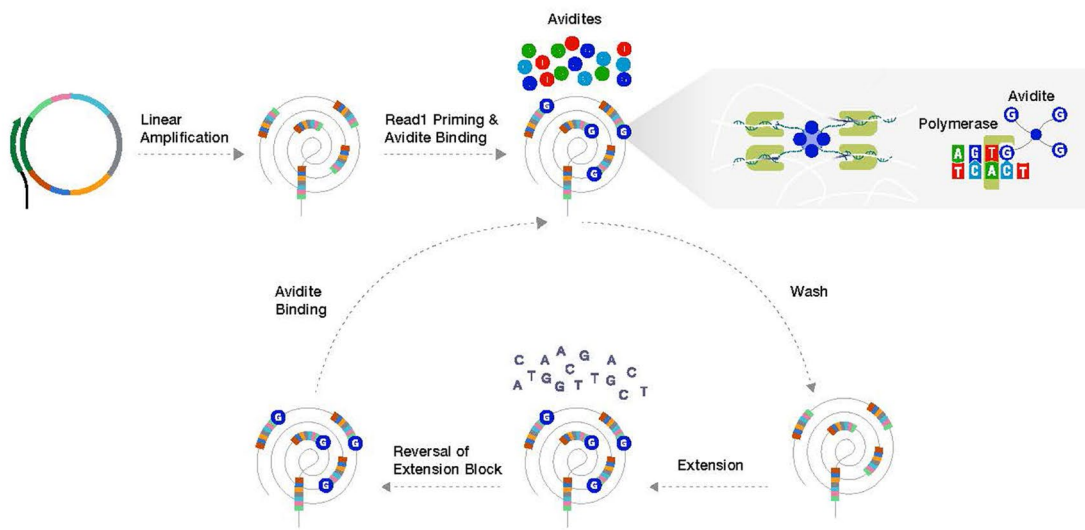 Avidites
Linear
Amplification
Read1 Priming &
Avidite Binding
G
G
G
G
Avidite
Polymerase
G
G
G
A G T G
T C A C T
Avidite
Binding
Wash
C A A G A C
A T G G C T T G C T
G
G
G
G
Reversal of
Extension Block
G
G
G
G
Extension